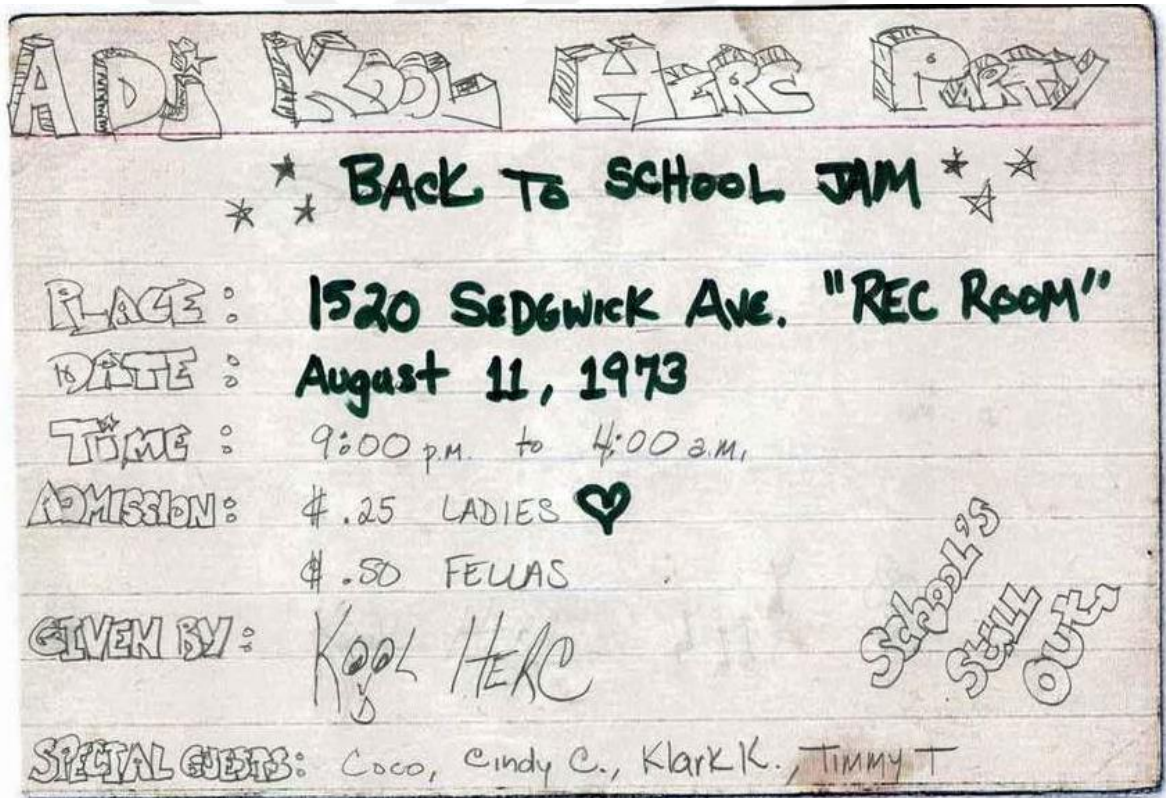 A DJ KOOL HERC PARTY
BACK TO SCHOOL JAM
PLACE: 1520 SEDGWICK AVE. "REC ROOM"
DATE: August 11, 1973
TIME: 9:00 p.m. to 4:00 a.m.
ADMISSION: $.25 LADIES
$.50 FELLAS
GIVEN BY: KOOL HERC
SPECIAL GUESTS: Coco, Cindy C., Klark K., Timmy T
School's
Still
Out